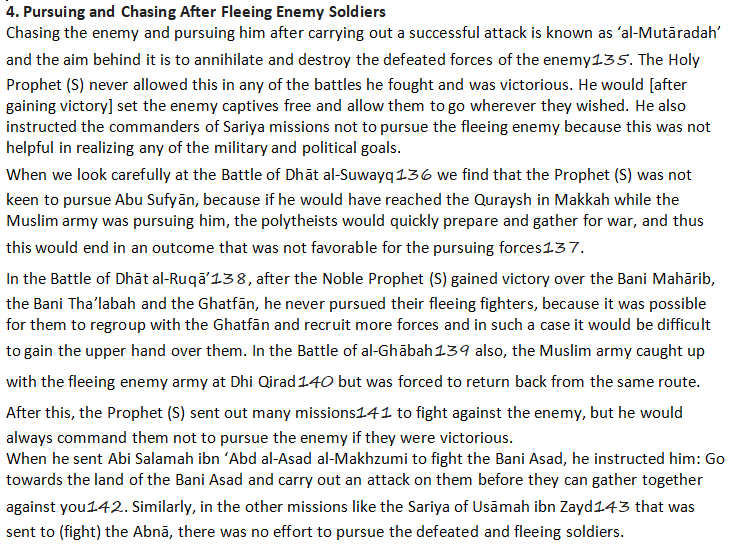 4. Pursuing and Chasing After Fleeing Enemy Soldiers
Chasing the enemy and pursuing him after carrying out a successful attack is known as ‘al-Mutāradah’
and the aim behind it is to annihilate and destroy the defeated forces of the enemy135. The Holy
Prophet (S) never allowed this in any of the battles he fought and was victorious. He would [after
gaining victory] set the enemy captives free and allow them to go wherever they wished. He also
instructed the commanders of Sariya missions not to pursue the fleeing enemy because this was not
helpful in realizing any of the military and political goals.
When we look carefully at the Battle of Dhāt al-Suwayq136 we find that the Prophet (S) was not
keen to pursue Abu Sufyān, because if he would have reached the Quraysh in Makkah while the
Muslim army was pursuing him, the polytheists would quickly prepare and gather for war, and thus
this would end in an outcome that was not favorable for the pursuing forces137.
In the Battle of Dhāt al-Ruqā’138, after the Noble Prophet (S) gained victory over the Bani Mahārib,
the Bani Tha’labah and the Ghatfān, he never pursued their fleeing fighters, because it was possible
for them to regroup with the Ghatfān and recruit more forces and in such a case it would be difficult
to gain the upper hand over them. In the Battle of al-Ghābah139 also, the Muslim army caught up
with the fleeing enemy army at Dhi Qirad140 but was forced to return back from the same route.
After this, the Prophet (S) sent out many missions141 to fight against the enemy, but he would
always command them not to pursue the enemy if they were victorious.
When he sent Abi Salamah ibn ‘Abd al-Asad al-Makhzumi to fight the Bani Asad, he instructed him: Go
towards the land of the Bani Asad and carry out an attack on them before they can gather together
against you142. Similarly, in the other missions like the Sariya of Usāmah ibn Zayd143 that was
sent to (fight) the Abnā, there was no effort to pursue the defeated and fleeing soldiers.